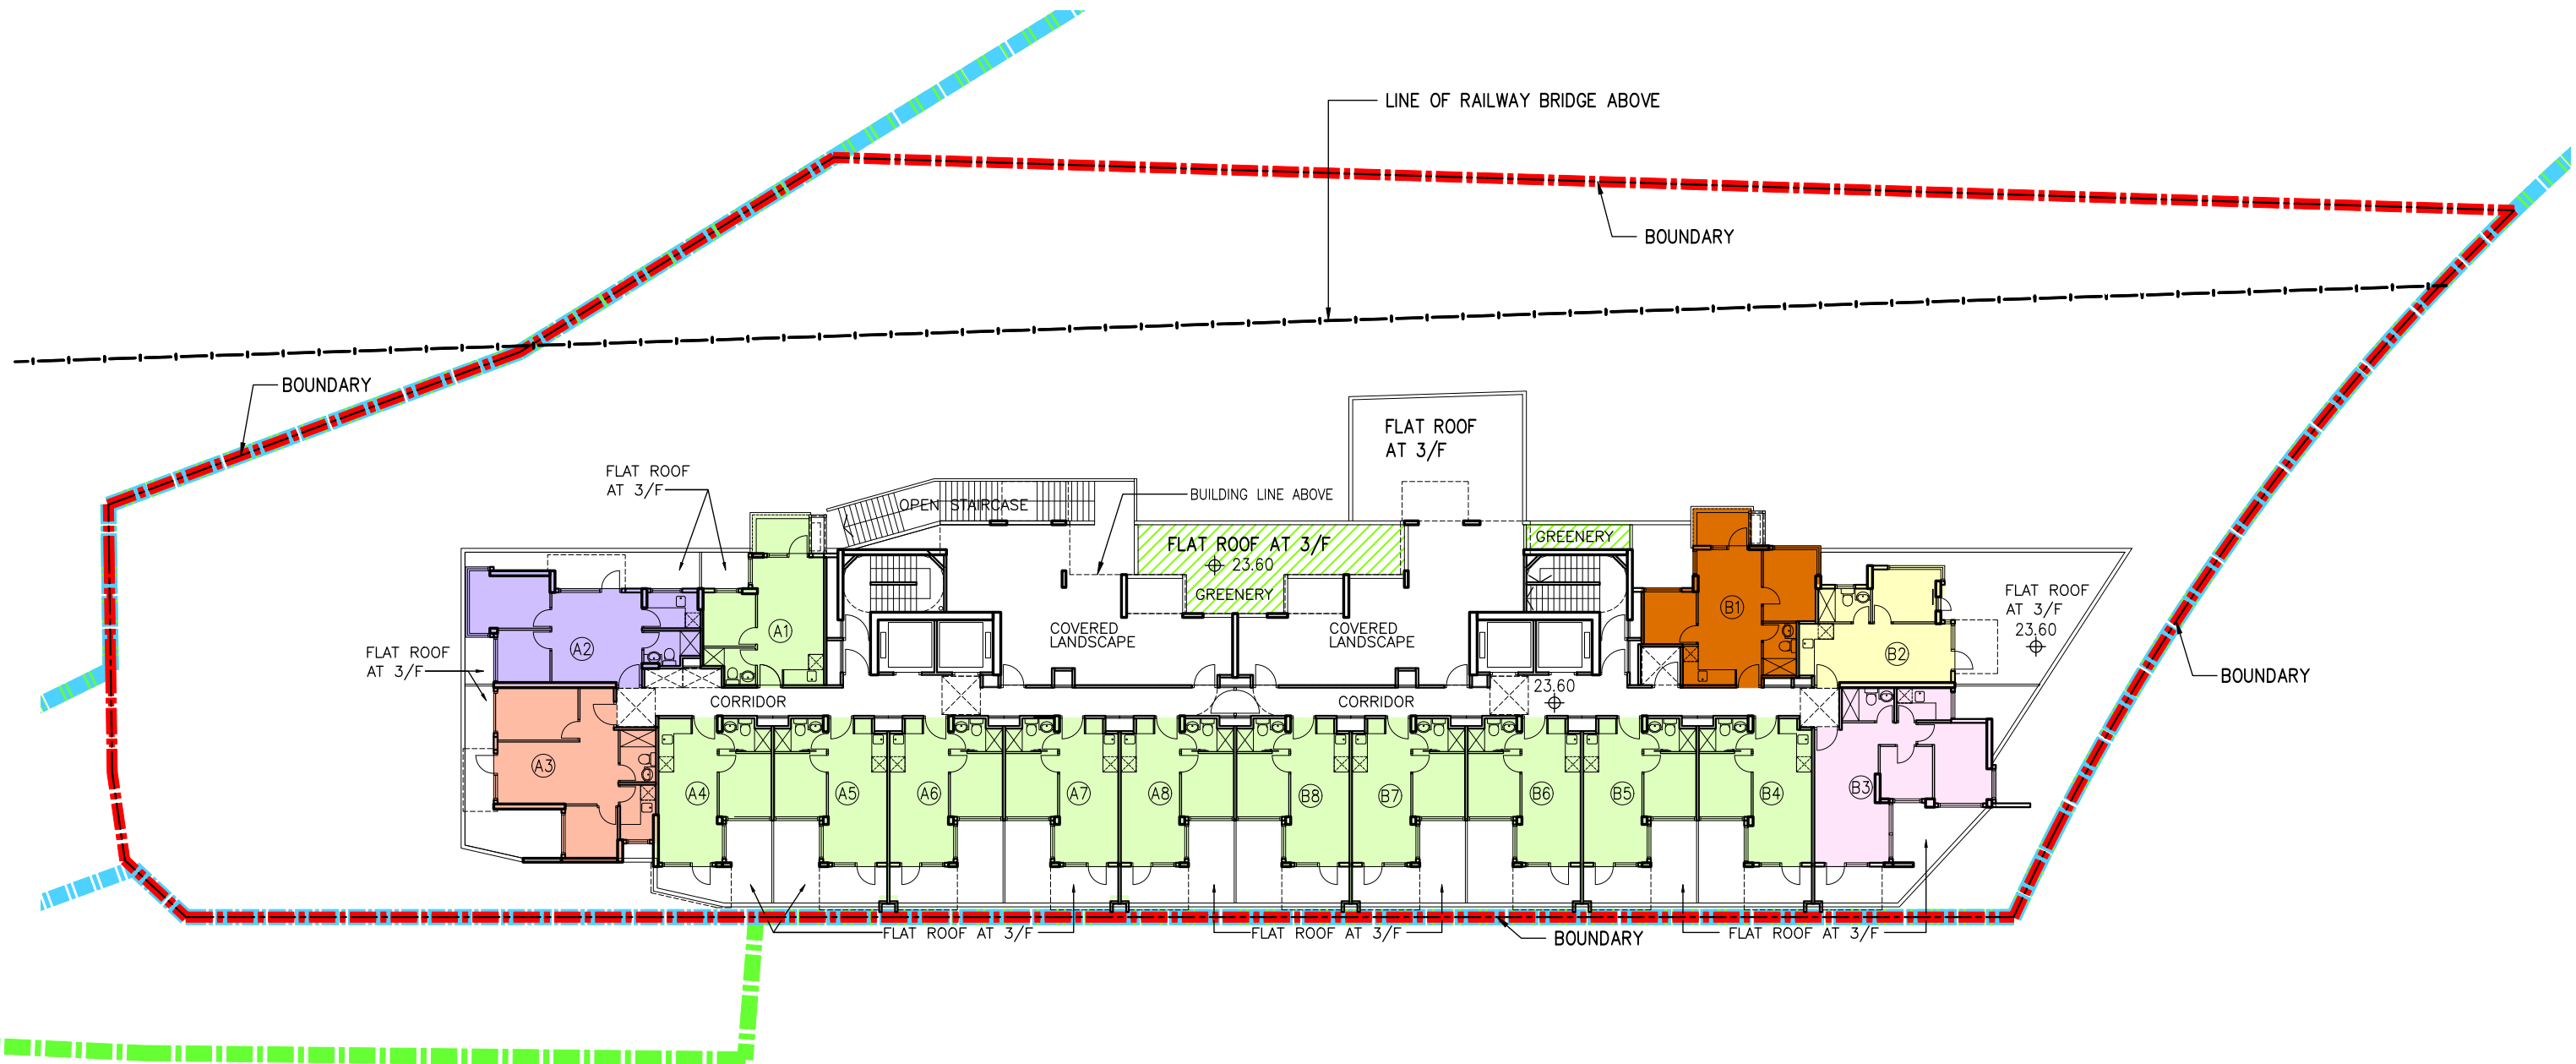 LINE OF RAILWAY BRIDGE ABOVE
BOUNDARY
BOUNDARY
FLAT ROOF
AT 3/F
FLAT ROOF
AT 3/F
OPEN STAIRCASE
BUILDING LINE ABOVE
FLAT ROOF AT 3/F
23.60
GREENERY
GREENERY
FLAT ROOF
AT 3/F
23.60
A1
A2
COVERED
LANDSCAPE
COVERED
LANDSCAPE
B1
B2
FLAT ROOF
AT 3/F
BOUNDARY
CORRIDOR
CORRIDOR
23.60
A3
A4
A5
A6
A7
A8
B8
B7
B6
B5
B4
B3
FLAT ROOF AT 3/F
FLAT ROOF AT 3/F
BOUNDARY
FLAT ROOF AT 3/F